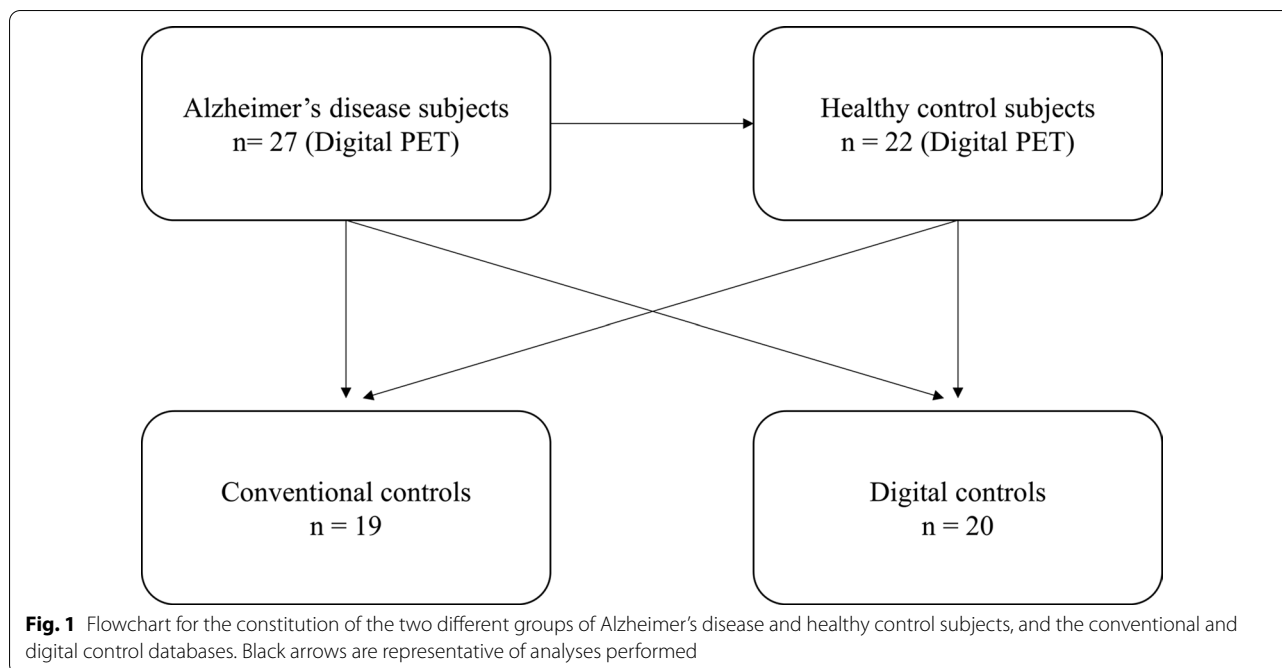 Alzheimer's disease subjects
n= 27 (Digital PET)
Healthy control subjects
n = 22 (Digital PET)
Conventional controls
n = 19
Digital controls
n = 20
Fig. 1 Flowchart for the constitution of the two different groups of Alzheimer's disease and healthy control subjects, and the conventional and
digital control databases. Black arrows are representative of analyses performed